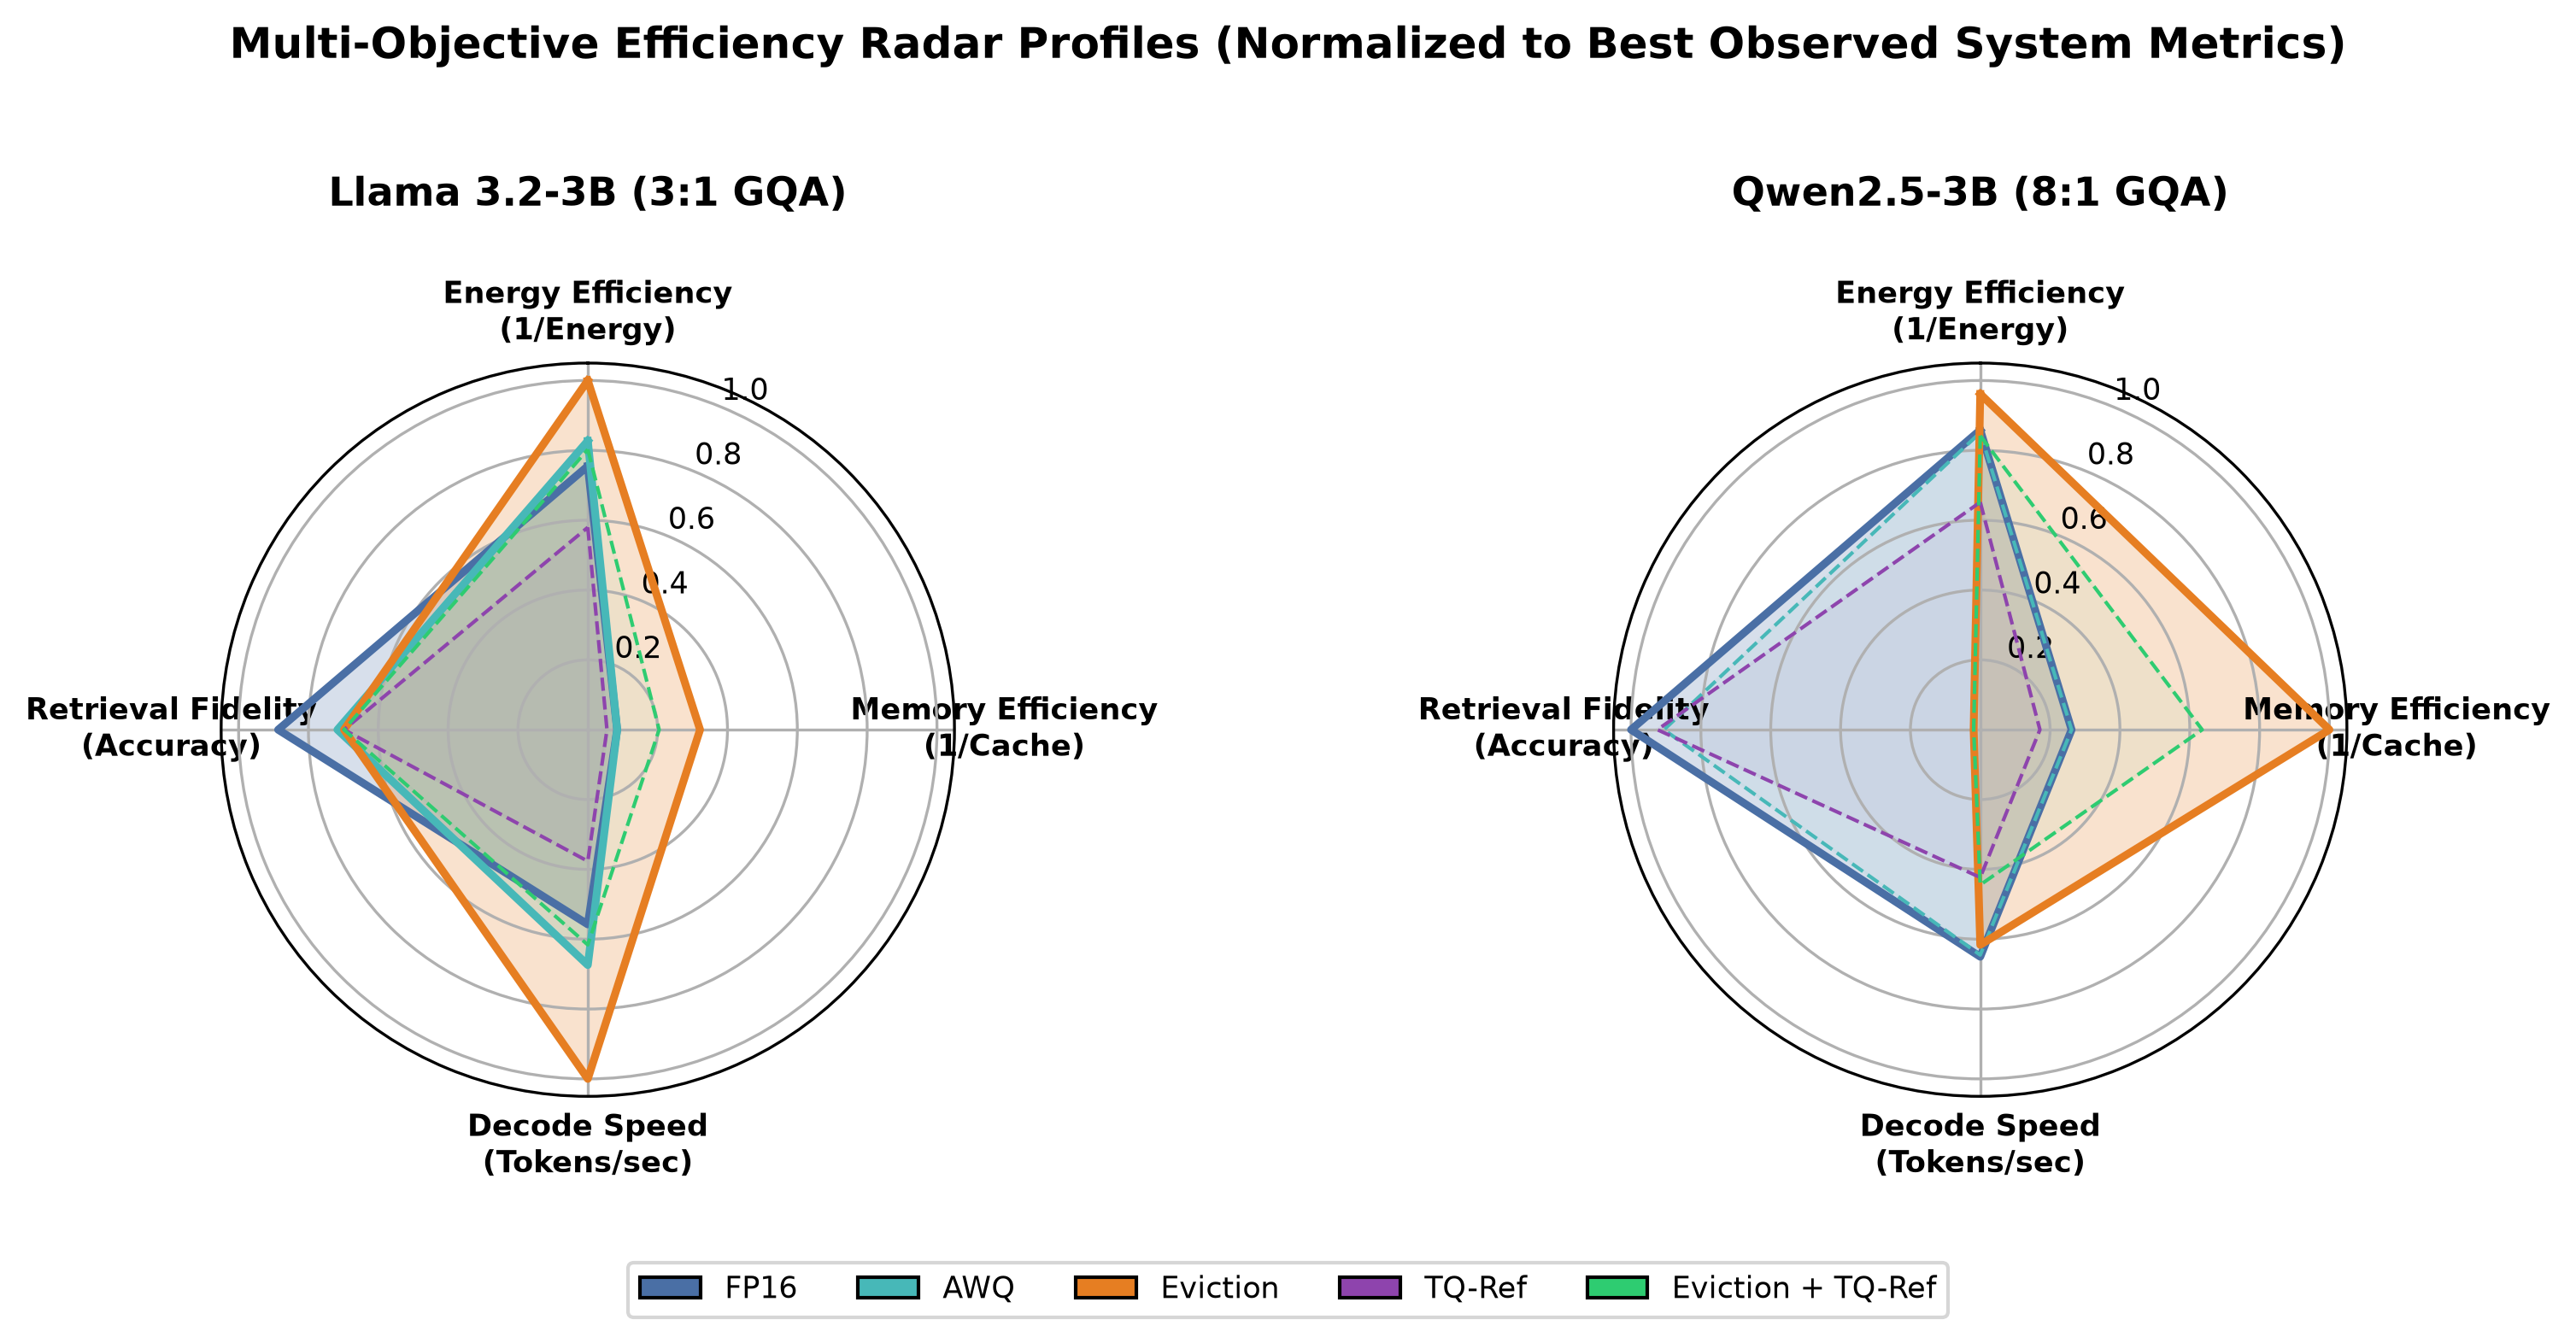 Multi-Objective Efficiency Radar Profiles (Normalized to Best Observed System Metrics)
Llama 3.2-3B (3:1 GQA)
Energy Efficiency
(1/Energy)
1.0
0.8
0.6
0.4
0.2
Retrieval Fidelity
(Accuracy)
Memory Efficiency
(1/Cache)
Decode Speed
(Tokens/sec)
Qwen2.5-3B (8:1 GQA)
Energy Efficiency
(1/Energy)
1.0
0.8
0.6
0.4
0.2
Retrieval Fidelity
(Accuracy)
Memory Efficiency
(1/Cache)
Decode Speed
(Tokens/sec)
FP16 AWQ Eviction TQ-Ref Eviction + TQ-Ref